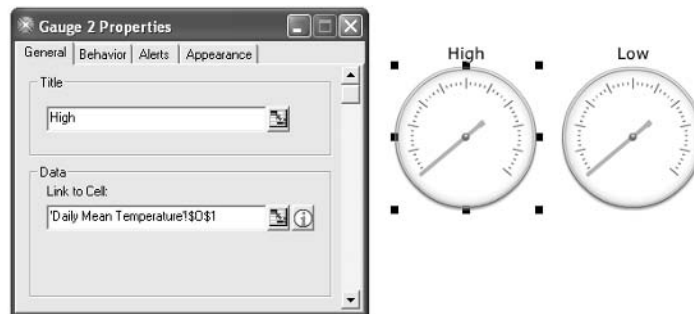 Gauge 2 Properties
General Behavior Alerts Appearance
Title
High
Data
Link to Cell:
'Daily Mean Temperature'!$O$1
High Low